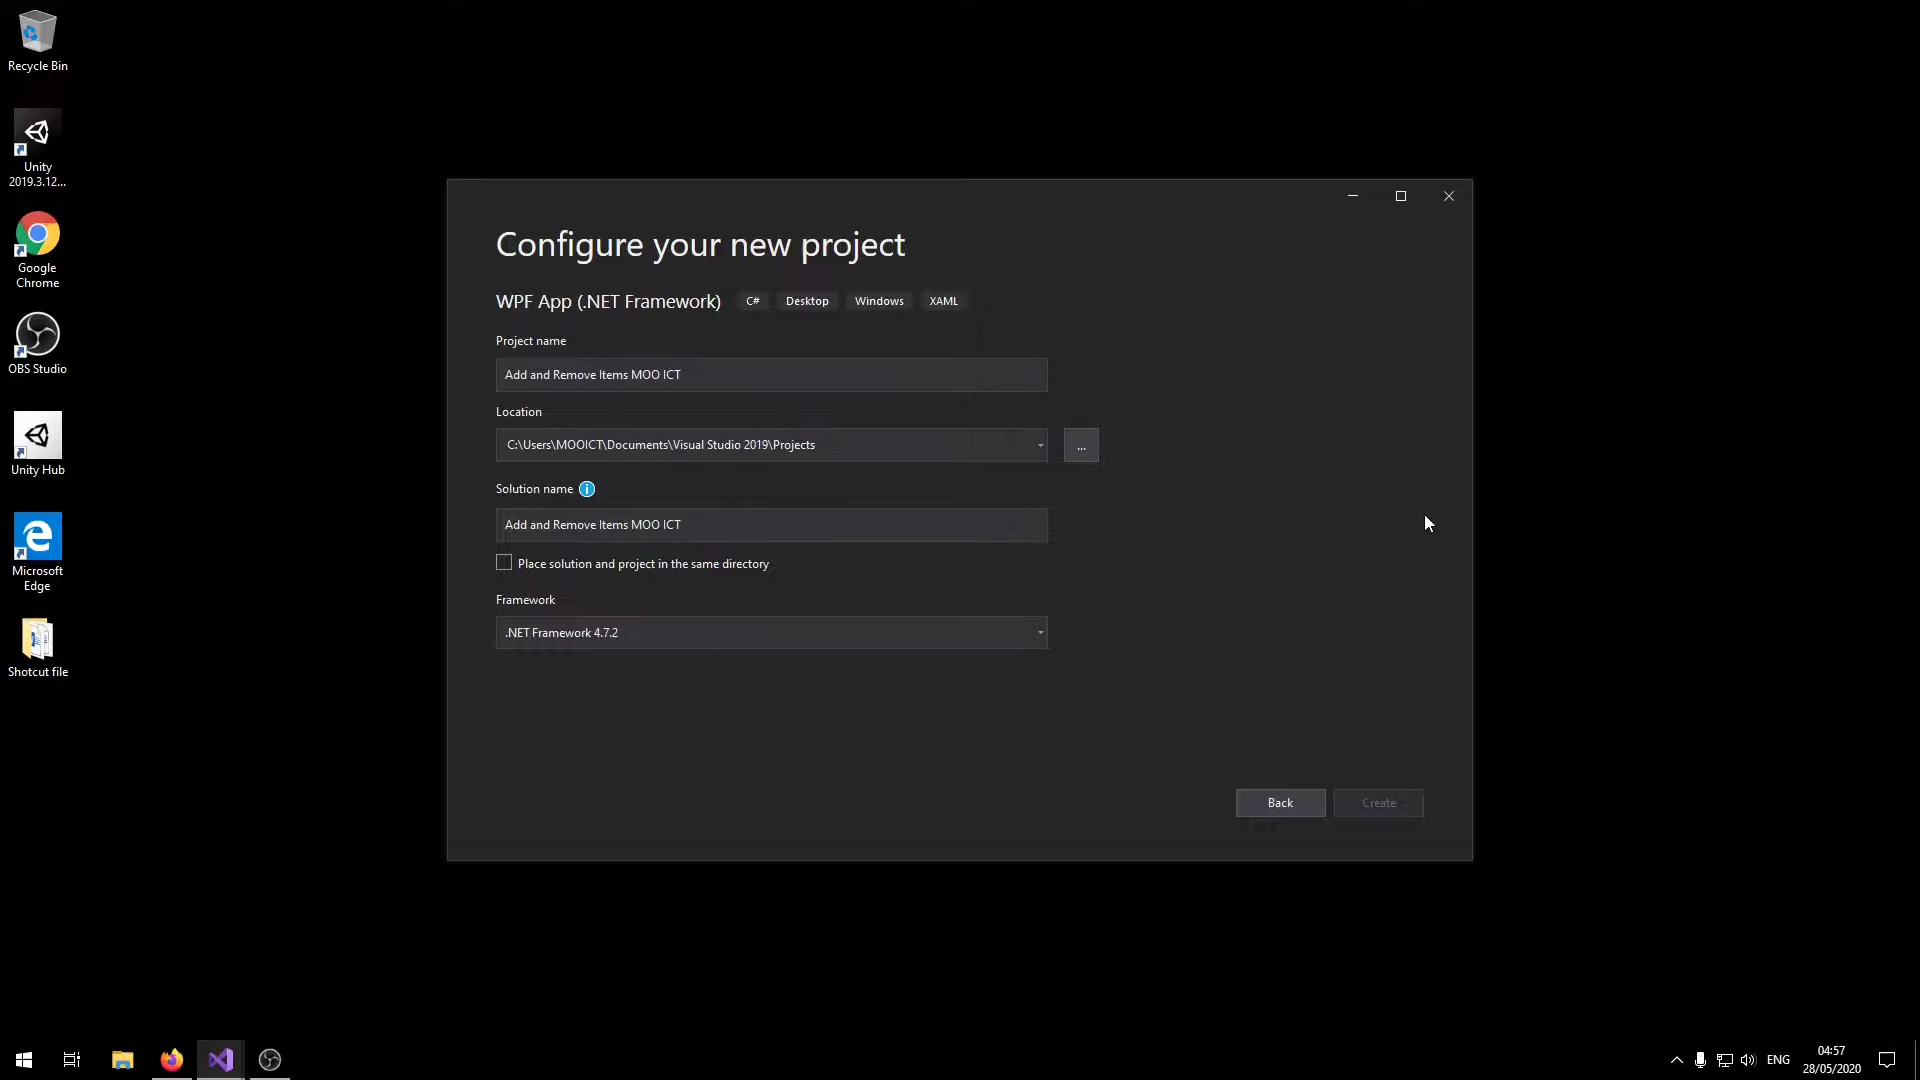 Recycle Bin
Unity
2019.3.12...
Google
Chrome
OBS Studio
Unity Hub
Microsoft
Edge
Shotcut file
Configure your new project
WPF App (.NET Framework) C# Desktop Windows XAML
Project name
Add and Remove Items MOO ICT
Location
C:\Users\MOOICT\Documents\Visual Studio 2019\Projects
...
Solution name
Add and Remove Items MOO ICT
Place solution and project in the same directory
Framework
.NET Framework 4.7.2
Back Create
ENG
04:57
28/05/2020